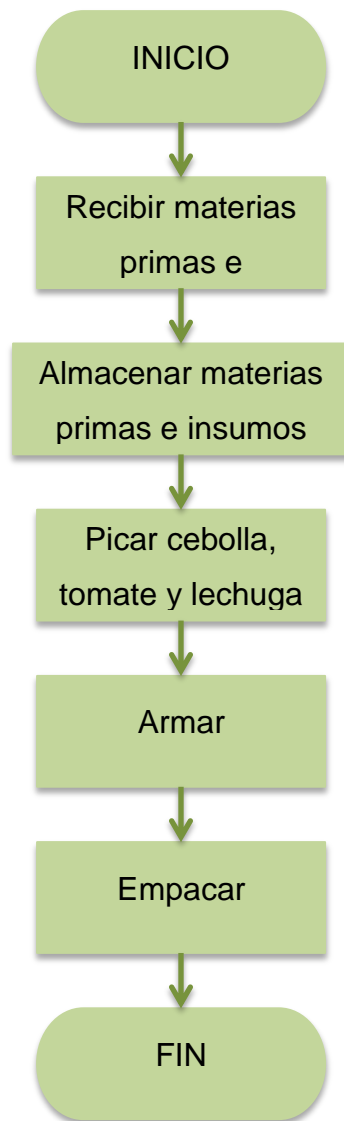 INICIO
Recibir materias
primas e
Almacenar materias
primas e insumos
Picar cebolla,
tomate y lechuga
Armar
Empacar
FIN